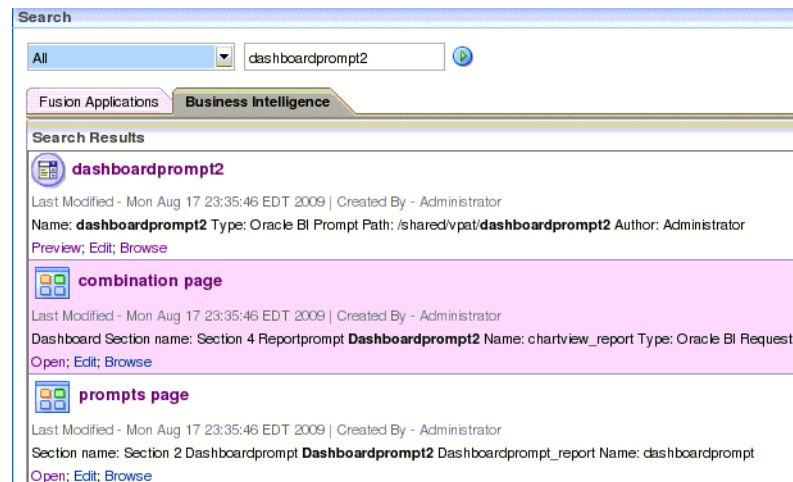 Search
All dashboardprompt2
Fusion Applications Business Intelligence
Search Results
dashboardprompt2
Last Modified - Mon Aug 17 23:35:46 EDT 2009 | Created By - Administrator
Name: dashboardprompt2 Type: Oracle BI Prompt Path: /shared/vpat/dashboardprompt2 Author: Administrator
Preview; Edit; Browse
combination page
Last Modified - Mon Aug 17 23:35:46 EDT 2009 | Created By - Administrator
Dashboard Section name: Section 4 Reportprompt Dashboardprompt2 Name: chartview_report Type: Oracle BI Request
Open; Edit; Browse
prompts page
Last Modified - Mon Aug 17 23:35:46 EDT 2009 | Created By - Administrator
Section name: Section 2 Dashboardprompt Dashboardprompt2 Dashboardprompt_report Name: dashboardprompt
Open; Edit; Browse